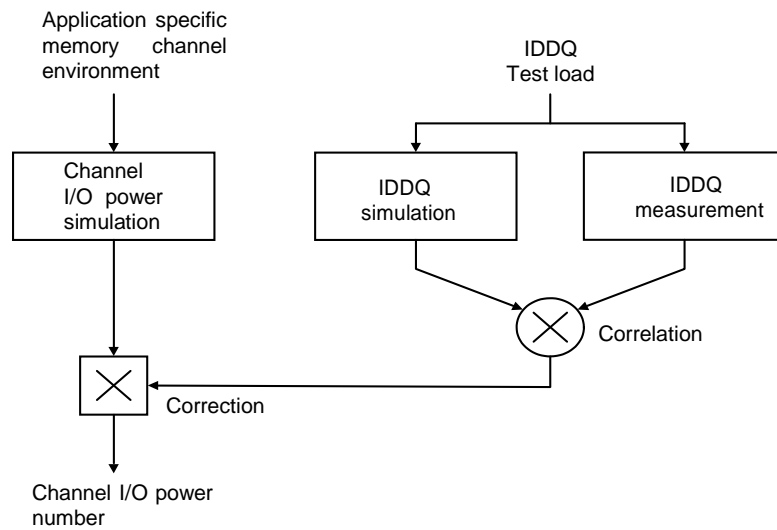 Application specific
memory channel
environment
IDDQ
Test load
Channel
I/O power
simulation
IDDQ
simulation
IDDQ
measurement
Correlation
Correction
Channel I/O power
number